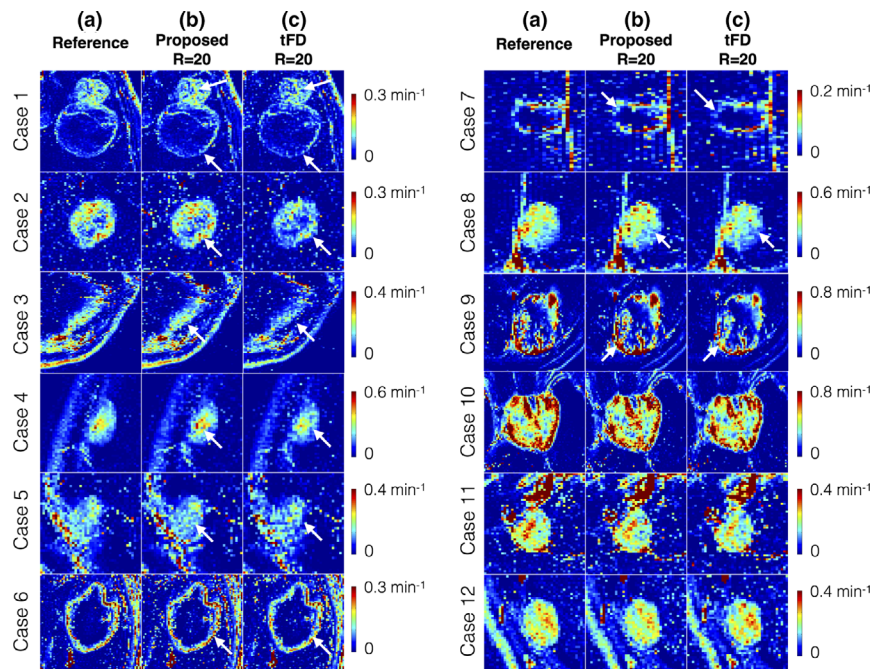 (a) (b) (c)
Reference Proposed tFD
R=20 R=20
Case 1
0.3 min-1
0
Case 2
0.3 min-1
0
Case 3
0.4 min-1
0
Case 4
0.6 min-1
0
Case 5
0.4 min-1
0
Case 6
0.3 min-1
0
(a) (b) (c)
Reference Proposed tFD
R=20 R=20
Case 7
0.2 min-1
0
Case 8
0.6 min-1
0
Case 9
0.8 min-1
0
Case 10
0.8 min-1
0
Case 11
0.4 min-1
0
Case 12
0.4 min-1
0